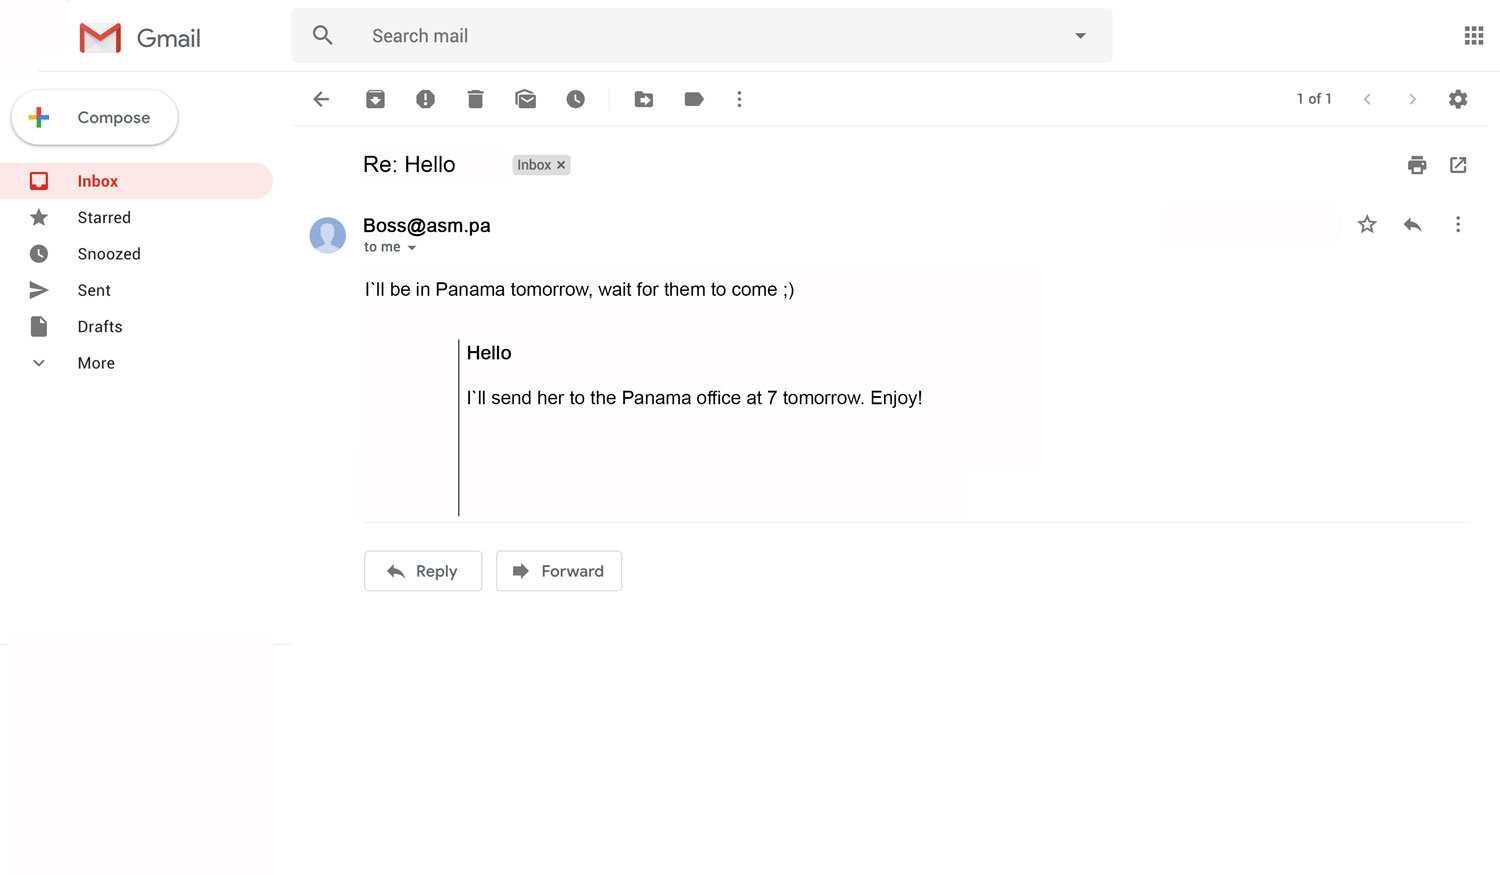 Gmail
Search mail
Compose
1 of 1
Re: Hello
Inbox ×
Inbox
Starred
Snoozed
Sent
Drafts
More
Boss@asm.pa
to me
I`ll be in Panama tomorrow, wait for them to come ;)
Hello
I`ll send her to the Panama office at 7 tomorrow. Enjoy!
Reply
Forward